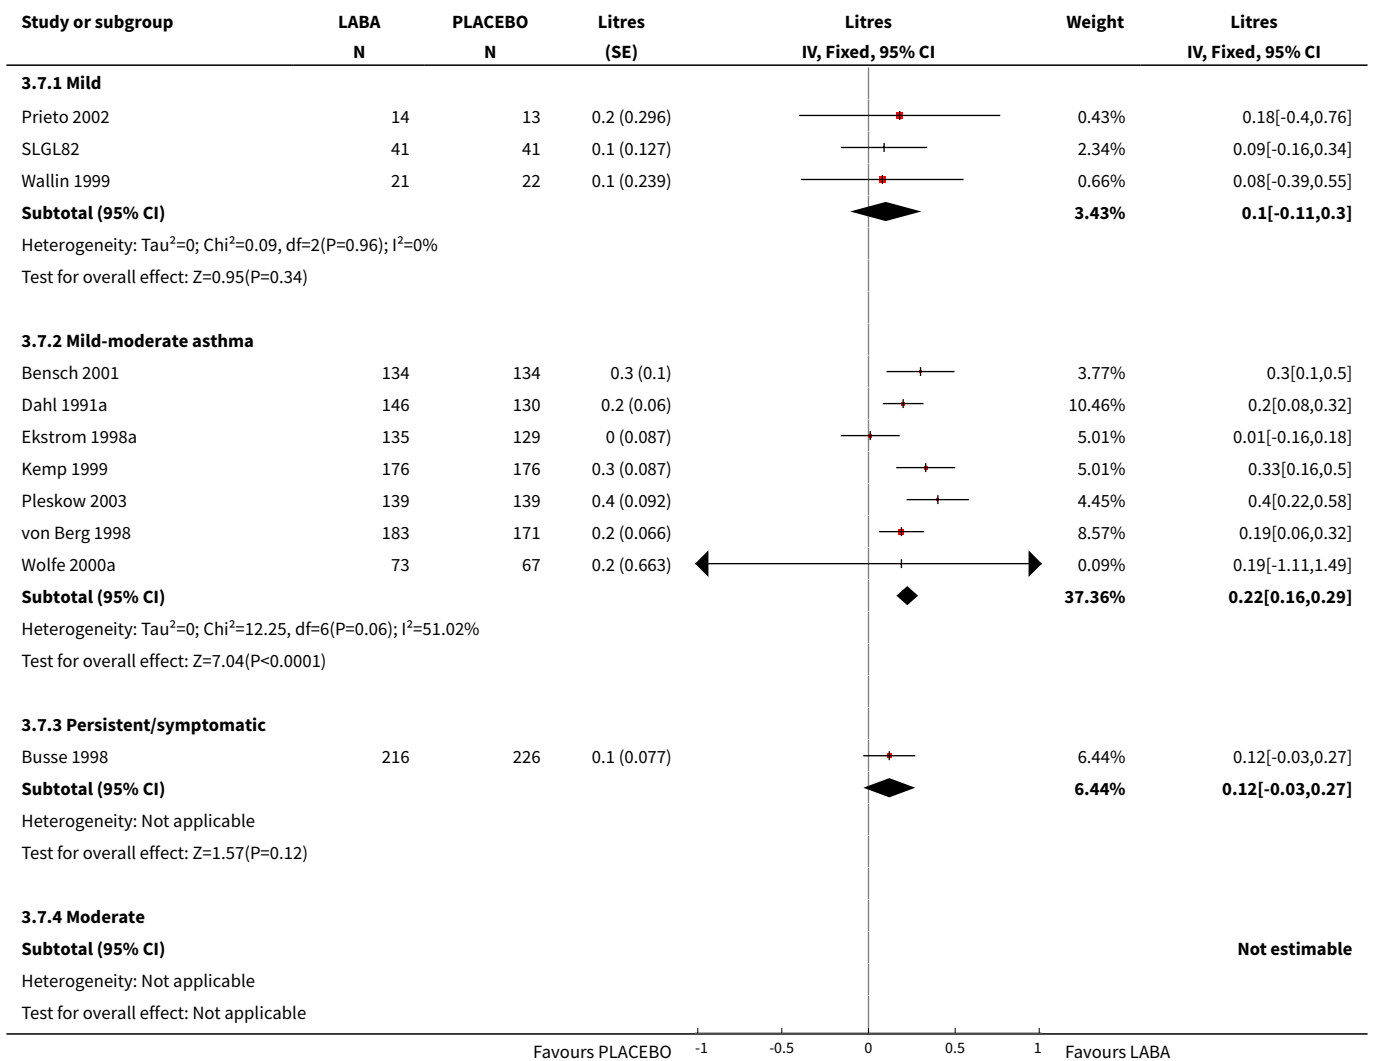 Study or subgroup LABA PLACEBO Litres Litres Weight Litres
N N (SE) IV, Fixed, 95% CI IV, Fixed, 95% CI
3.7.1 Mild
Prieto 2002 14 13 0.2 (0.296) 0.43% 0.18[-0.4,0.76]
SLGL82 41 41 0.1 (0.127) 2.34% 0.09[-0.16,0.34]
Wallin 1999 21 22 0.1 (0.239) 0.66% 0.08[-0.39,0.55]
Subtotal (95% CI) 3.43% 0.1[-0.11,0.3]
Heterogeneity: Tau²=0; Chi²=0.09, df=2(P=0.96); I²=0%
Test for overall effect: Z=0.95(P=0.34)
3.7.2 Mild-moderate asthma
Bensch 2001 134 134 0.3 (0.1) 3.77% 0.3[0.1,0.5]
Dahl 1991a 146 130 0.2 (0.06) 10.46% 0.2[0.08,0.32]
Ekstrom 1998a 135 129 0 (0.087) 5.01% 0.01[-0.16,0.18]
Kemp 1999 176 176 0.3 (0.087) 5.01% 0.33[0.16,0.5]
Pleskow 2003 139 139 0.4 (0.092) 4.45% 0.4[0.22,0.58]
von Berg 1998 183 171 0.2 (0.066) 8.57% 0.19[0.06,0.32]
Wolfe 2000a 73 67 0.2 (0.663) 0.09% 0.19[-1.11,1.49]
Subtotal (95% CI) 37.36% 0.22[0.16,0.29]
Heterogeneity: Tau²=0; Chi²=12.25, df=6(P=0.06); I²=51.02%
Test for overall effect: Z=7.04(P<0.0001)
3.7.3 Persistent/symptomatic
Busse 1998 216 226 0.1 (0.077) 6.44% 0.12[-0.03,0.27]
Subtotal (95% CI) 6.44% 0.12[-0.03,0.27]
Heterogeneity: Not applicable
Test for overall effect: Z=1.57(P=0.12)
3.7.4 Moderate
Subtotal (95% CI) Not estimable
Heterogeneity: Not applicable
Test for overall effect: Not applicable
Favours PLACEBO -1 -0.5 0 0.5 1 Favours LABA